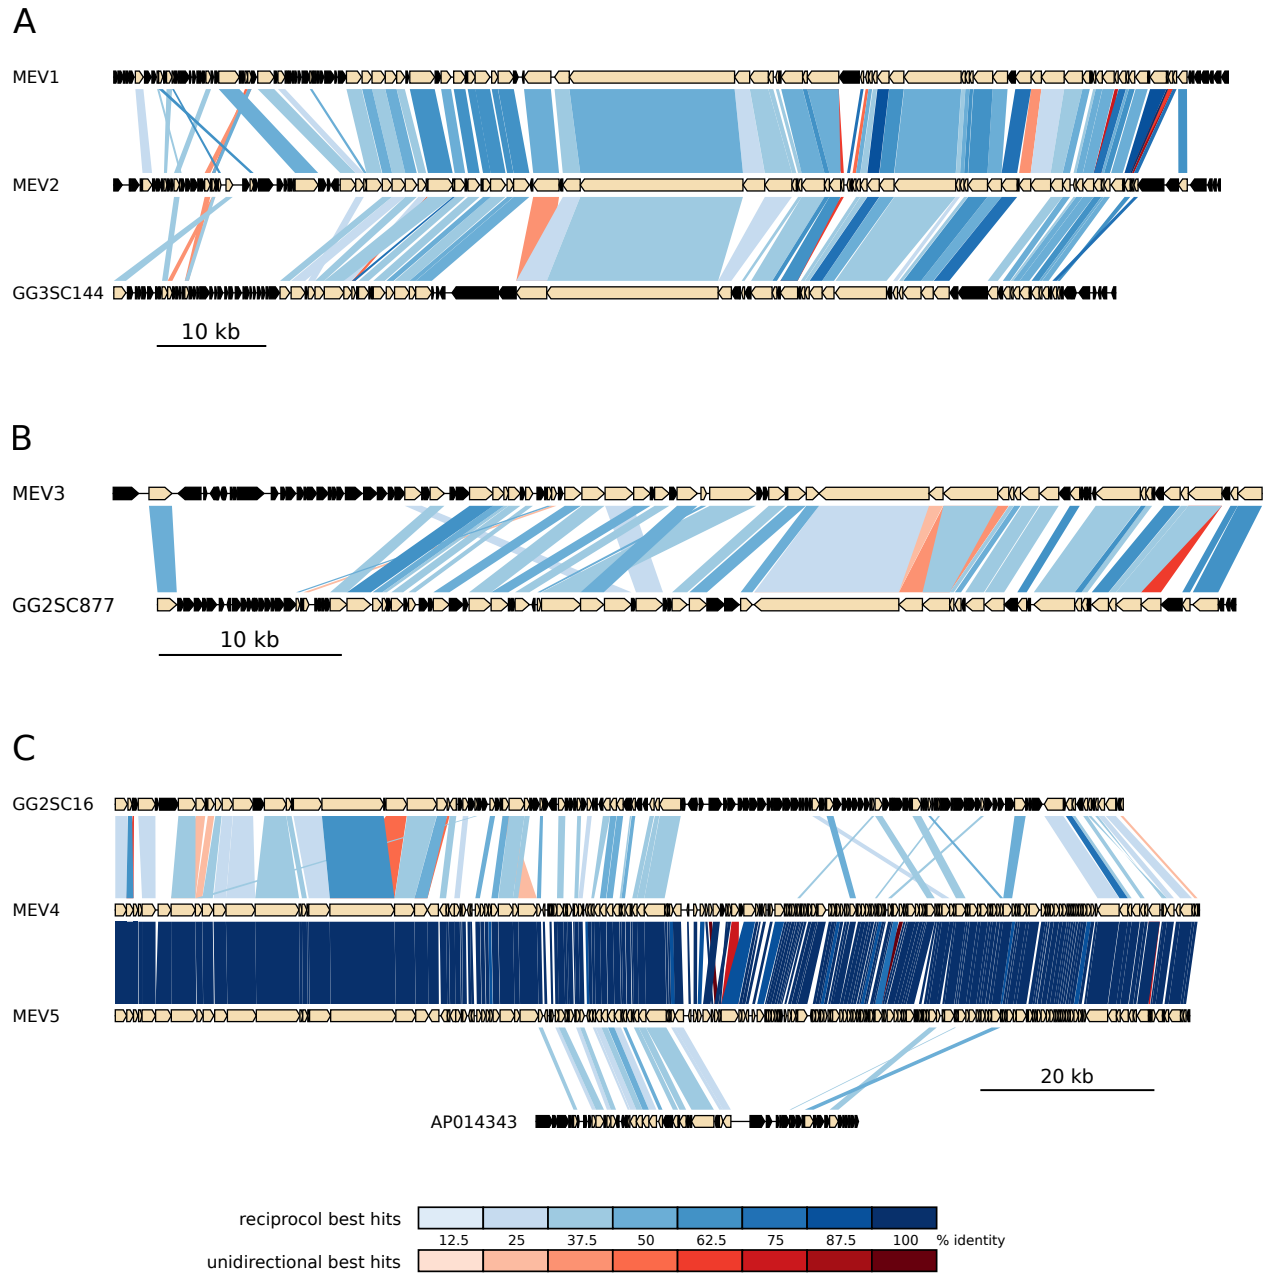 A
MEV1
MEV2
GG3SC144
10 kb
B
MEV3
GG2SC877
10 kb
C
GG2SC16
MEV4
MEV5
20 kb
AP014343
reciprocol best hits
12.5 25 37.5 50 62.5 75 87.5 100 % identity
unidirectional best hits